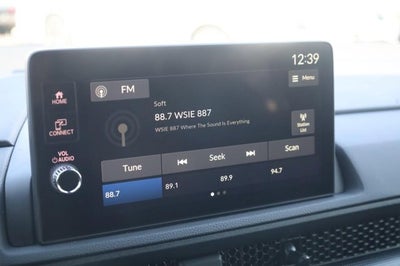 12:39
HOME
FM
Menu
Soft
88.7 WSIE 887
WSIE 887 Where The Sound Is Everything
CONNECT
Station
List
VOL
AUDIO
Tune
Seek
Scan
88.7
89.1
89.9
94.7